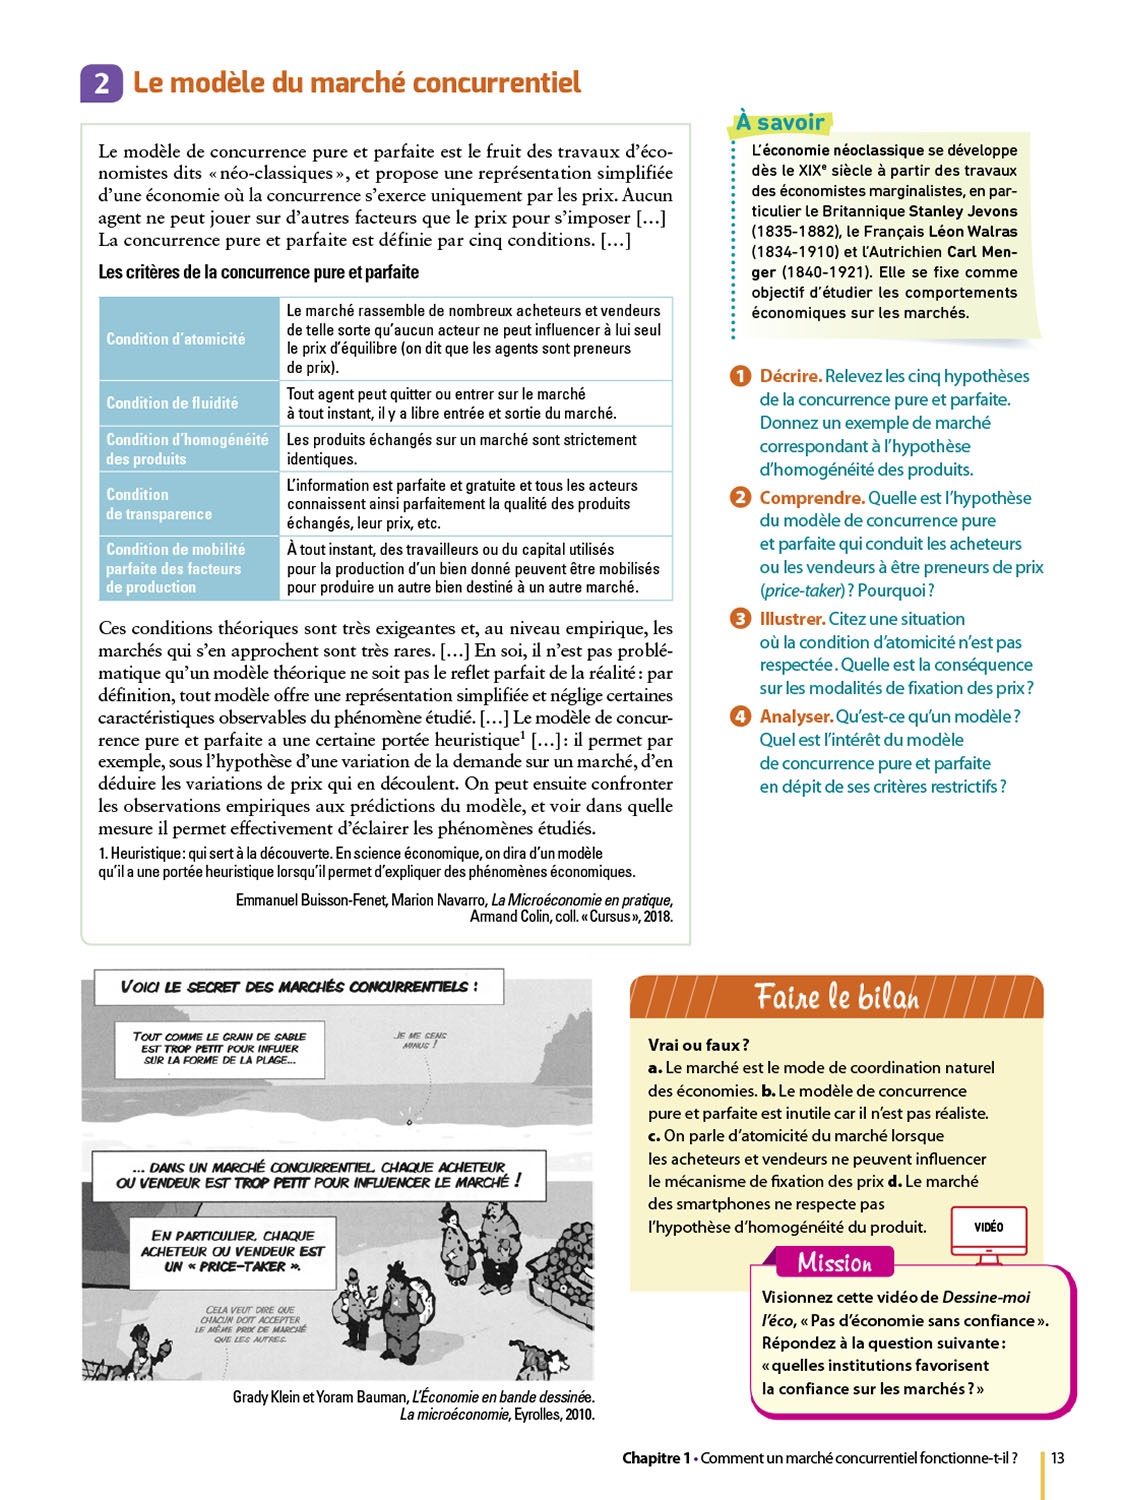 2 Le modèle du marché concurrentiel
Le modèle de concurrence pure et parfaite est le fruit des travaux d'éco-
nomistes dits « néo-classiques », et propose une représentation simplifiée
d'une économie où la concurrence s'exerce uniquement par les prix. Aucun
agent ne peut jouer sur d'autres facteurs que le prix pour s'imposer […]
La concurrence pure et parfaite est définie par cinq conditions. […]
Les critères de la concurrence pure et parfaite
Condition d'atomicité
Le marché rassemble de nombreux acheteurs et vendeurs
de telle sorte qu'aucun acteur ne peut influencer à lui seul
le prix d'équilibre (on dit que les agents sont preneurs
de prix).
Condition de fluidité
Tout agent peut quitter ou entrer sur le marché
à tout instant, il y a libre entrée et sortie du marché.
Condition d'homogénéité
des produits
Les produits échangés sur un marché sont strictement
identiques.
Condition
de transparence
L'information est parfaite et gratuite et tous les acteurs
connaissent ainsi parfaitement la qualité des produits
échangés, leur prix, etc.
Condition de mobilité
parfaite des facteurs
de production
À tout instant, des travailleurs ou du capital utilisés
pour la production d'un bien donné peuvent être mobilisés
pour produire un autre bien destiné à un autre marché.
Ces conditions théoriques sont très exigeantes et, au niveau empirique, les
marchés qui s'en approchent sont très rares. […] En soi, il n'est pas problé-
matique qu'un modèle théorique ne soit pas le reflet parfait de la réalité : par
définition, tout modèle offre une représentation simplifiée et néglige certaines
caractéristiques observables du phénomène étudié. […] Le modèle de concur-
rence pure et parfaite a une certaine portée heuristique¹ […] : il permet par
exemple, sous l'hypothèse d'une variation de la demande sur un marché, d'en
déduire les variations de prix qui en découlent. On peut ensuite confronter
les observations empiriques aux prédictions du modèle, et voir dans quelle
mesure il permet effectivement d'éclairer les phénomènes étudiés.
1. Heuristique : qui sert à la découverte. En science économique, on dira d'un modèle
qu'il a une portée heuristique lorsqu'il permet d'expliquer des phénomènes économiques.
Emmanuel Buisson-Fenet, Marion Navarro, La Microéconomie en pratique,
Armand Colin, coll. « Cursus », 2018.
À savoir
L'économie néoclassique se développe
dès le XIXe siècle à partir des travaux
des économistes marginalistes, en par-
ticulier le Britannique Stanley Jevons
(1835-1882), le Français Léon Walras
(1834-1910) et l'Autrichien Carl Men-
ger (1840-1921). Elle se fixe comme
objectif d'étudier les comportements
économiques sur les marchés.
1 Décrire. Relevez les cinq hypothèses
de la concurrence pure et parfaite.
Donnez un exemple de marché
correspondant à l'hypothèse
d'homogénéité des produits.
2 Comprendre. Quelle est l'hypothèse
du modèle de concurrence pure
et parfaite qui conduit les acheteurs
ou les vendeurs à être preneurs de prix
(price-taker) ? Pourquoi ?
3 Illustrer. Citez une situation
où la condition d'atomicité n'est pas
respectée. Quelle est la conséquence
sur les modalités de fixation des prix ?
4 Analyser. Qu'est-ce qu'un modèle ?
Quel est l'intérêt du modèle
de concurrence pure et parfaite
en dépit de ses critères restrictifs ?
VOICI LE SECRET DES MARCHÉS CONCURRENTIELS :
TOUT COMME LE GRAIN DE SABLE
EST TROP PETIT POUR INFLUER
SUR LA FORME DE LA PLAGE...
JE ME SENS
MINUS !
... DANS UN MARCHÉ CONCURRENTIEL, CHAQUE ACHETEUR
OU VENDEUR EST TROP PETIT POUR INFLUENCER LE MARCHÉ !
EN PARTICULIER, CHAQUE
ACHETEUR OU VENDEUR EST
UN « PRICE-TAKER ».
CELA VEUT DIRE QUE
CHACUN DOIT ACCEPTER
LE MÊME PRIX DE MARCHÉ
QUE LES AUTRES.
Grady Klein et Yoram Bauman, L'Économie en bande dessinée.
La microéconomie, Eyrolles, 2010.
Faire le bilan
Vrai ou faux ?
a. Le marché est le mode de coordination naturel
des économies. b. Le modèle de concurrence
pure et parfaite est inutile car il n'est pas réaliste.
c. On parle d'atomicité du marché lorsque
les acheteurs et vendeurs ne peuvent influencer
le mécanisme de fixation des prix d. Le marché
des smartphones ne respecte pas
l'hypothèse d'homogénéité du produit.
VIDÉO
Mission
Visionnez cette vidéo de Dessine-moi
l'éco, « Pas d'économie sans confiance ».
Répondez à la question suivante :
« quelles institutions favorisent
la confiance sur les marchés ? »
Chapitre 1 • Comment un marché concurrentiel fonctionne-t-il ? 13